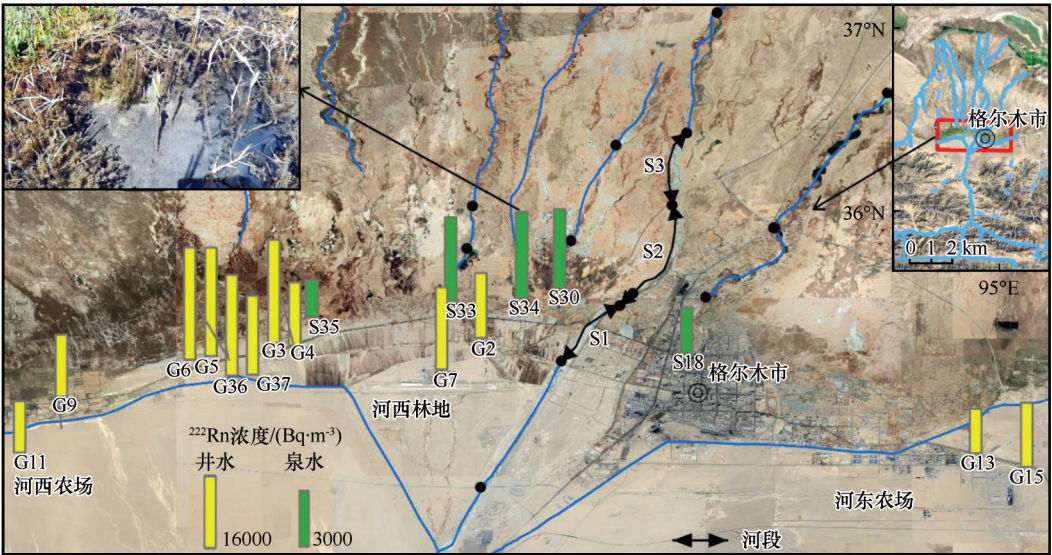 37°N
格尔木市
S3
36°N
S2
0 1 2 km
95°E
S33
S34
S30
S35
S1
G6
G5
G3
G4
G2
S18
G36
G37
G7
格尔木市
G9
河西林地
²²²Rn浓度/(Bq·m⁻³)
井水
泉水
G11
河西农场
G13
G15
河东农场
16000
3000
河段